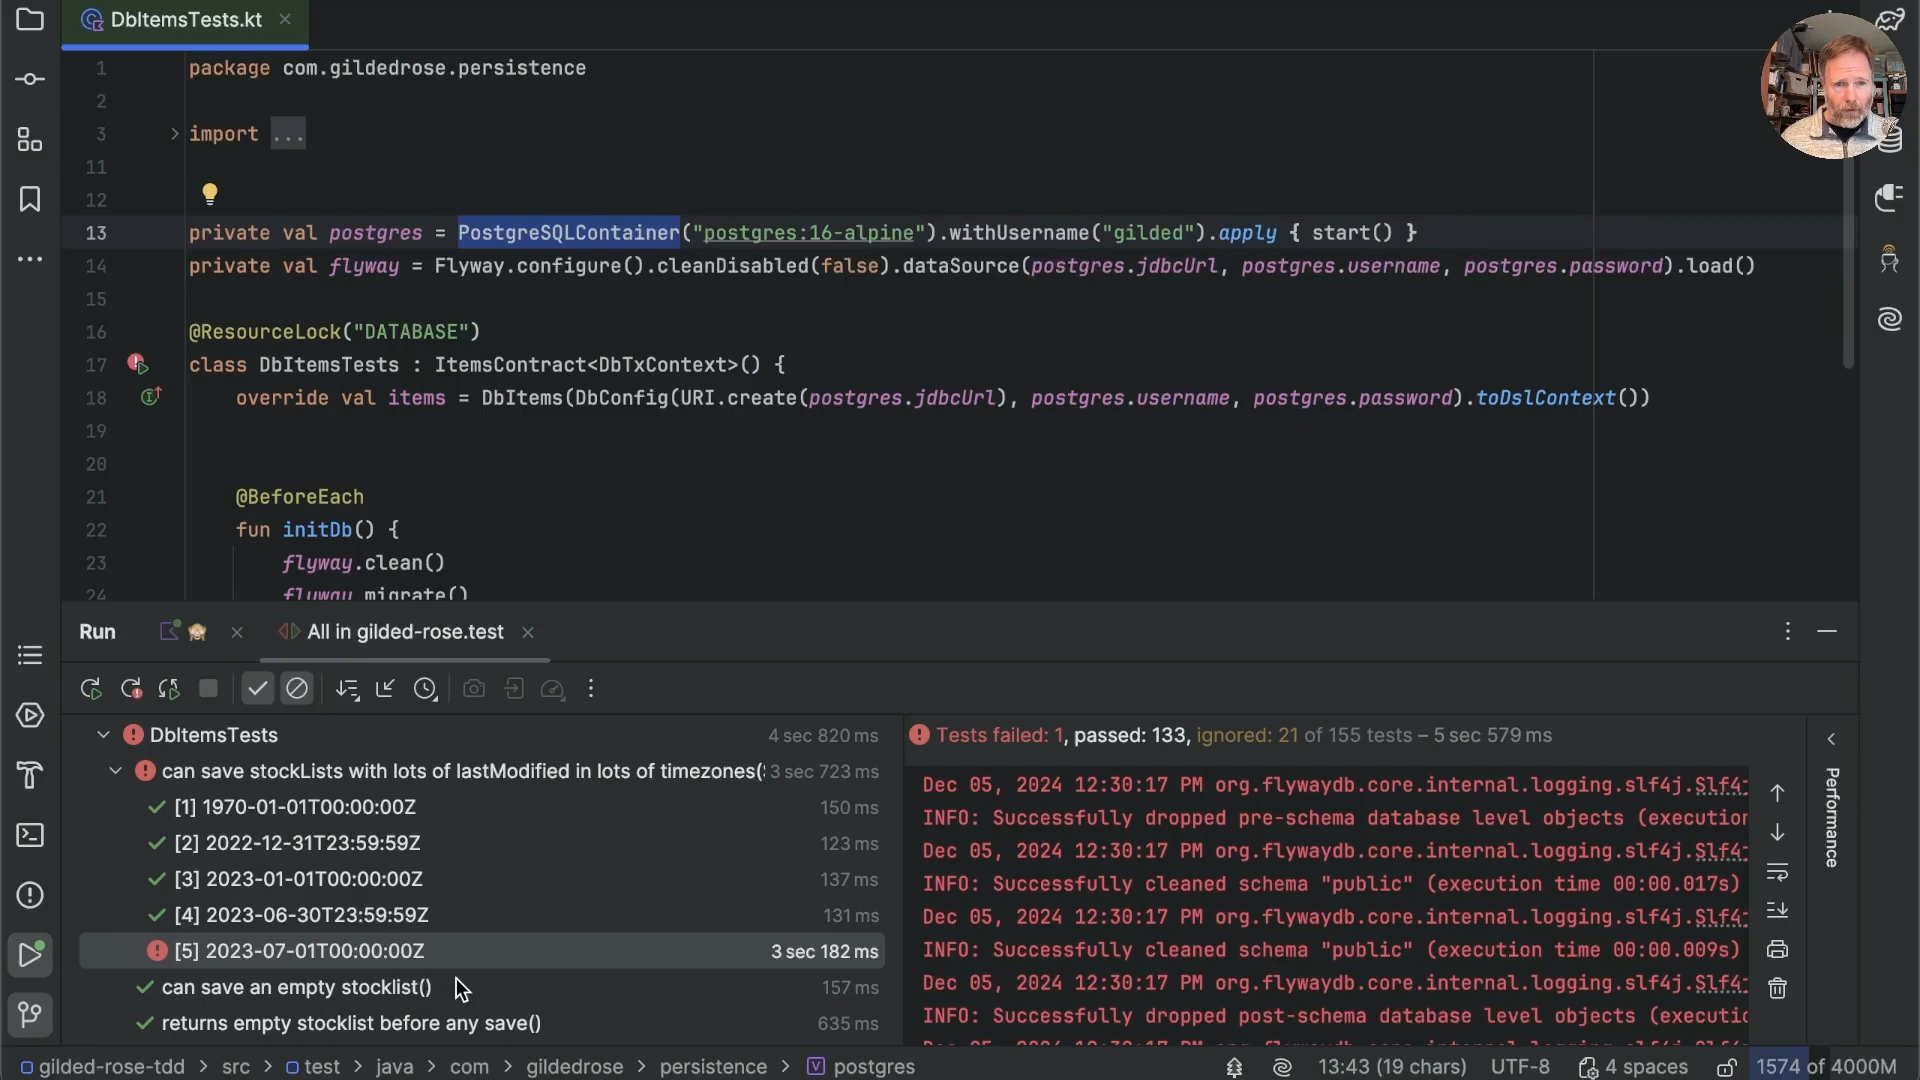 DbItemsTests.kt
1 package com.gildedrose.persistence
2
3 import ...
11
12
13 private val postgres = PostgreSQLContainer("postgres:16-alpine").withUsername("gilded").apply { start() }
14 private val flyway = Flyway.configure().cleanDisabled(false).dataSource(postgres.jdbcUrl, postgres.username, postgres.password).load()
15
16 @ResourceLock("DATABASE")
17 class DbItemsTests : ItemsContract<DbTxContext>() {
18 override val items = DbItems(DbConfig(URI.create(postgres.jdbcUrl), postgres.username, postgres.password).toDslContext())
19
20
21 @BeforeEach
22 fun initDb() {
23 flyway.clean()
24 flyway.migrate()
Run All in gilded-rose.test
DbItemsTests 4 sec 820 ms
can save stockLists with lots of lastModified in lots of timezones( 3 sec 723 ms
[1] 1970-01-01T00:00:00Z 150 ms
[2] 2022-12-31T23:59:59Z 123 ms
[3] 2023-01-01T00:00:00Z 137 ms
[4] 2023-06-30T23:59:59Z 131 ms
[5] 2023-07-01T00:00:00Z 3 sec 182 ms
can save an empty stocklist() 157 ms
returns empty stocklist before any save() 635 ms
Tests failed: 1, passed: 133, ignored: 21 of 155 tests – 5 sec 579 ms
Dec 05, 2024 12:30:17 PM org.flywaydb.core.internal.logging.slf4j.Slf4
INFO: Successfully dropped pre-schema database level objects (execution
Dec 05, 2024 12:30:17 PM org.flywaydb.core.internal.logging.slf4j.Slf4
INFO: Successfully cleaned schema "public" (execution time 00:00.017s)
Dec 05, 2024 12:30:17 PM org.flywaydb.core.internal.logging.slf4j.Slf4
INFO: Successfully cleaned schema "public" (execution time 00:00.009s)
Dec 05, 2024 12:30:17 PM org.flywaydb.core.internal.logging.slf4j.Slf4
INFO: Successfully dropped post-schema database level objects (executio
Performance
gilded-rose-tdd > src > test > java > com > gildedrose > persistence > postgres
13:43 (19 chars) UTF-8 4 spaces 1574 of 4000M